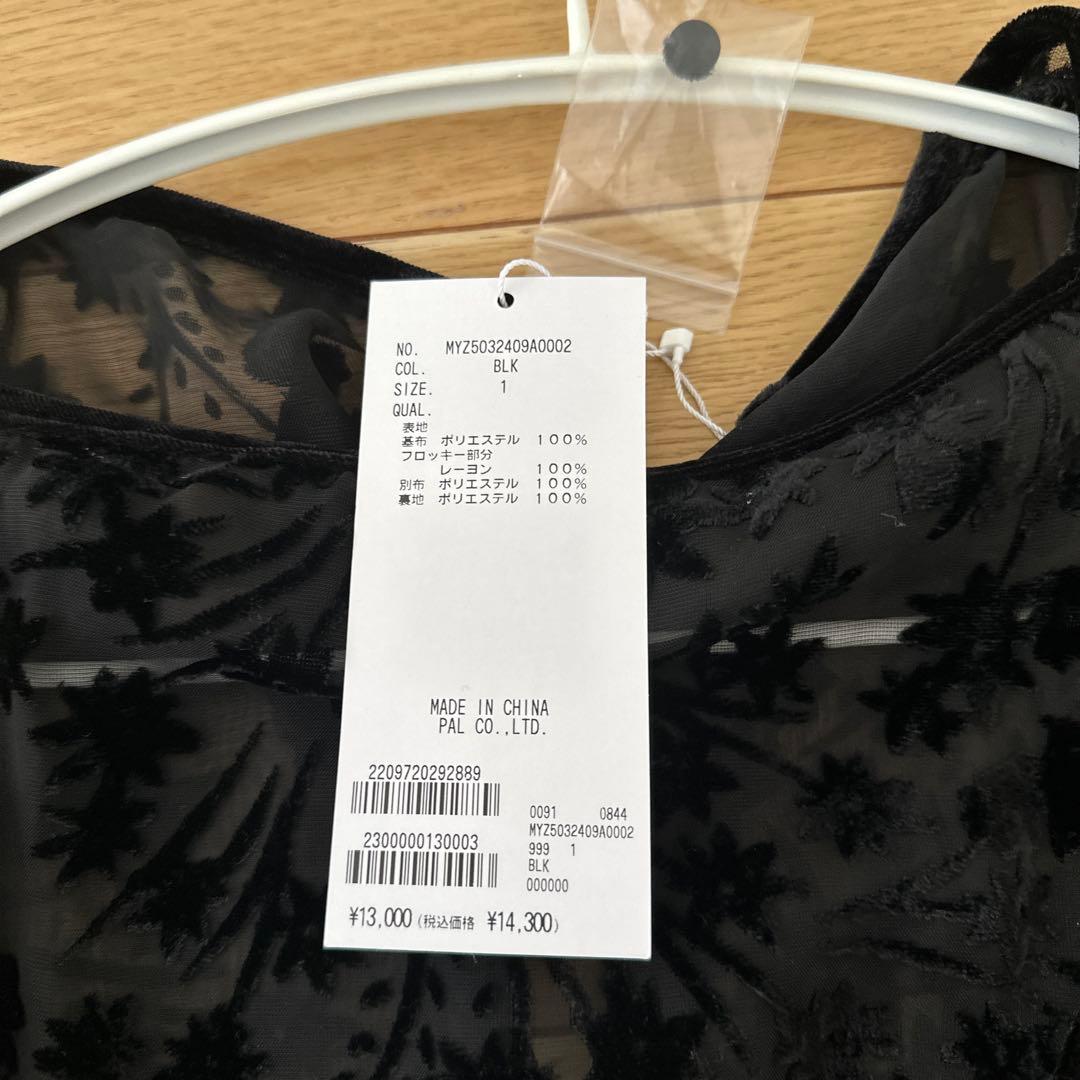 NO. MYZ5032409A0002
COL. BLK
SIZE. 1
QUAL.
表地
基布 ポリエステル 100%
フロッキー部分
レーヨン 100%
別布 ポリエステル 100%
裏地 ポリエステル 100%
MADE IN CHINA
PAL CO.,LTD.
2209720292889
2300000130003
0091 0844
MYZ5032409A0002
999 1
BLK
000000
¥13,000 (税込価格 ¥14,300)